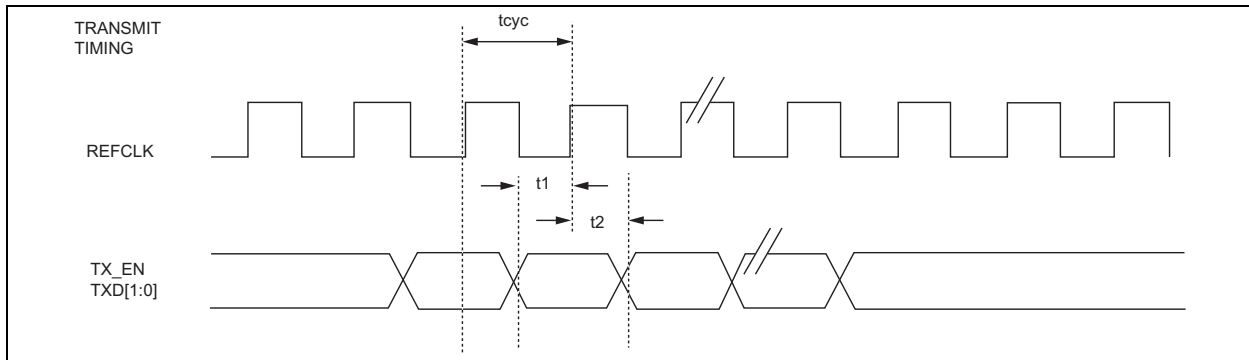 TRANSMIT
TIMING
tcyc
REFCLK
t1
t2
TX_EN
TXD[1:0]